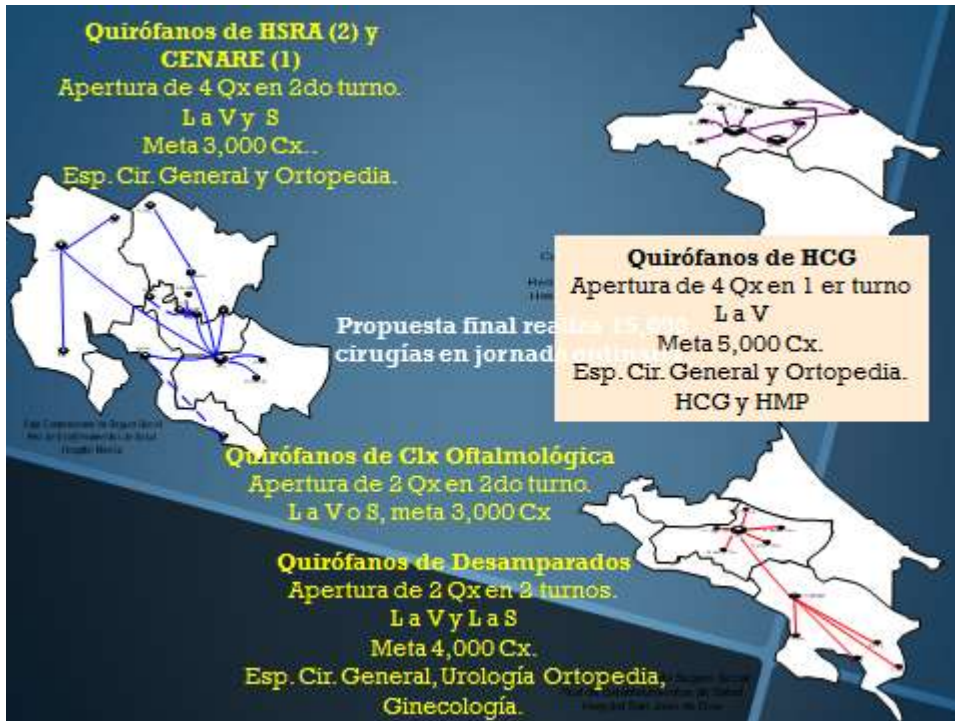 Quirófanos de HSRA (2) y
CENARE (1)
Apertura de 4 Qx en 2do turno.
L a V y S
Meta 3,000 Cx..
Esp. Cir. General y Ortopedia.
Quirófanos de HCG
Apertura de 4 Qx en 1 er turno
L a V
Meta 5,000 Cx.
Esp. Cir. General y Ortopedia.
HCG y HMP
Propuesta final realiza 15,000
cirugías en jornada ordinaria
Quirófanos de Clx Oftalmológica
Apertura de 2 Qx en 2do turno.
L a V o S, meta 3,000 Cx
Quirófanos de Desamparados
Apertura de 2 Qx en 2 turnos.
L a V y L a S
Meta 4,000 Cx.
Esp. Cir. General, Urología Ortopedia,
Ginecología.